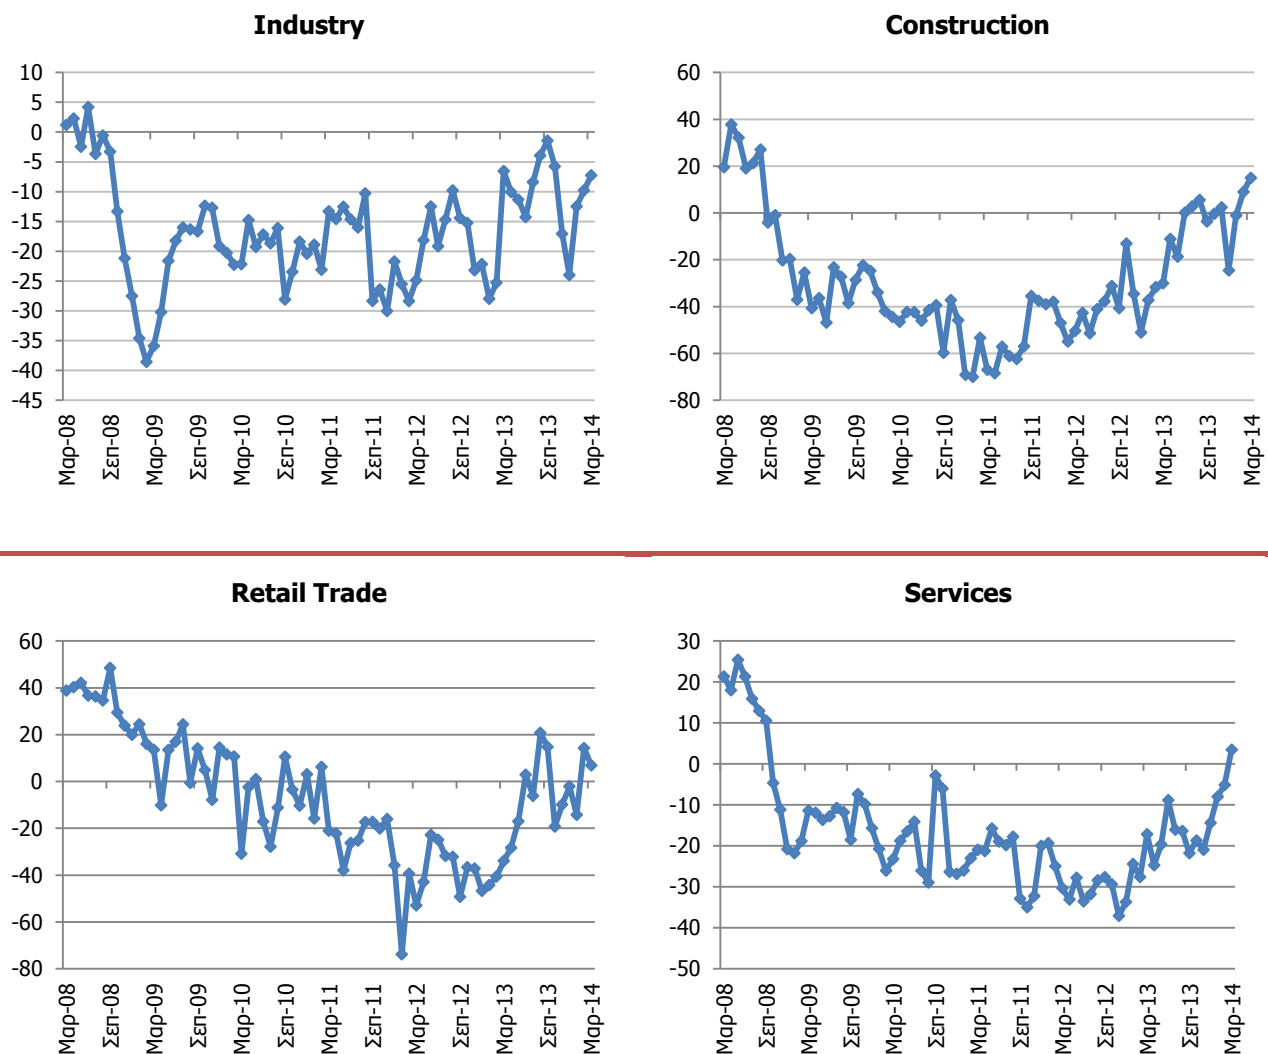 Industry
10
5
0
-5
-10
-15
-20
-25
-30
-35
-40
-45
Μαρ-08
Σεπ-08
Μαρ-09
Σεπ-09
Μαρ-10
Σεπ-10
Μαρ-11
Σεπ-11
Μαρ-12
Σεπ-12
Μαρ-13
Σεπ-13
Μαρ-14
Construction
60
40
20
0
-20
-40
-60
-80
Μαρ-08
Σεπ-08
Μαρ-09
Σεπ-09
Μαρ-10
Σεπ-10
Μαρ-11
Σεπ-11
Μαρ-12
Σεπ-12
Μαρ-13
Σεπ-13
Μαρ-14
Retail Trade
60
40
20
0
-20
-40
-60
-80
Μαρ-08
Σεπ-08
Μαρ-09
Σεπ-09
Μαρ-10
Σεπ-10
Μαρ-11
Σεπ-11
Μαρ-12
Σεπ-12
Μαρ-13
Σεπ-13
Μαρ-14
Services
30
20
10
0
-10
-20
-30
-40
-50
Μαρ-08
Σεπ-08
Μαρ-09
Σεπ-09
Μαρ-10
Σεπ-10
Μαρ-11
Σεπ-11
Μαρ-12
Σεπ-12
Μαρ-13
Σεπ-13
Μαρ-14